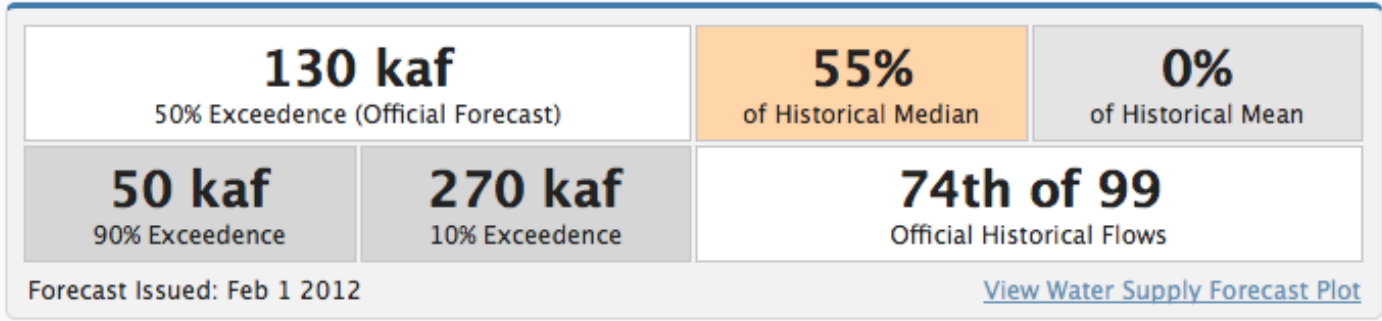 130 kaf
50% Exceedence (Official Forecast)
55%
of Historical Median
0%
of Historical Mean
50 kaf
90% Exceedence
270 kaf
10% Exceedence
74th of 99
Official Historical Flows
Forecast Issued: Feb 1 2012
View Water Supply Forecast Plot